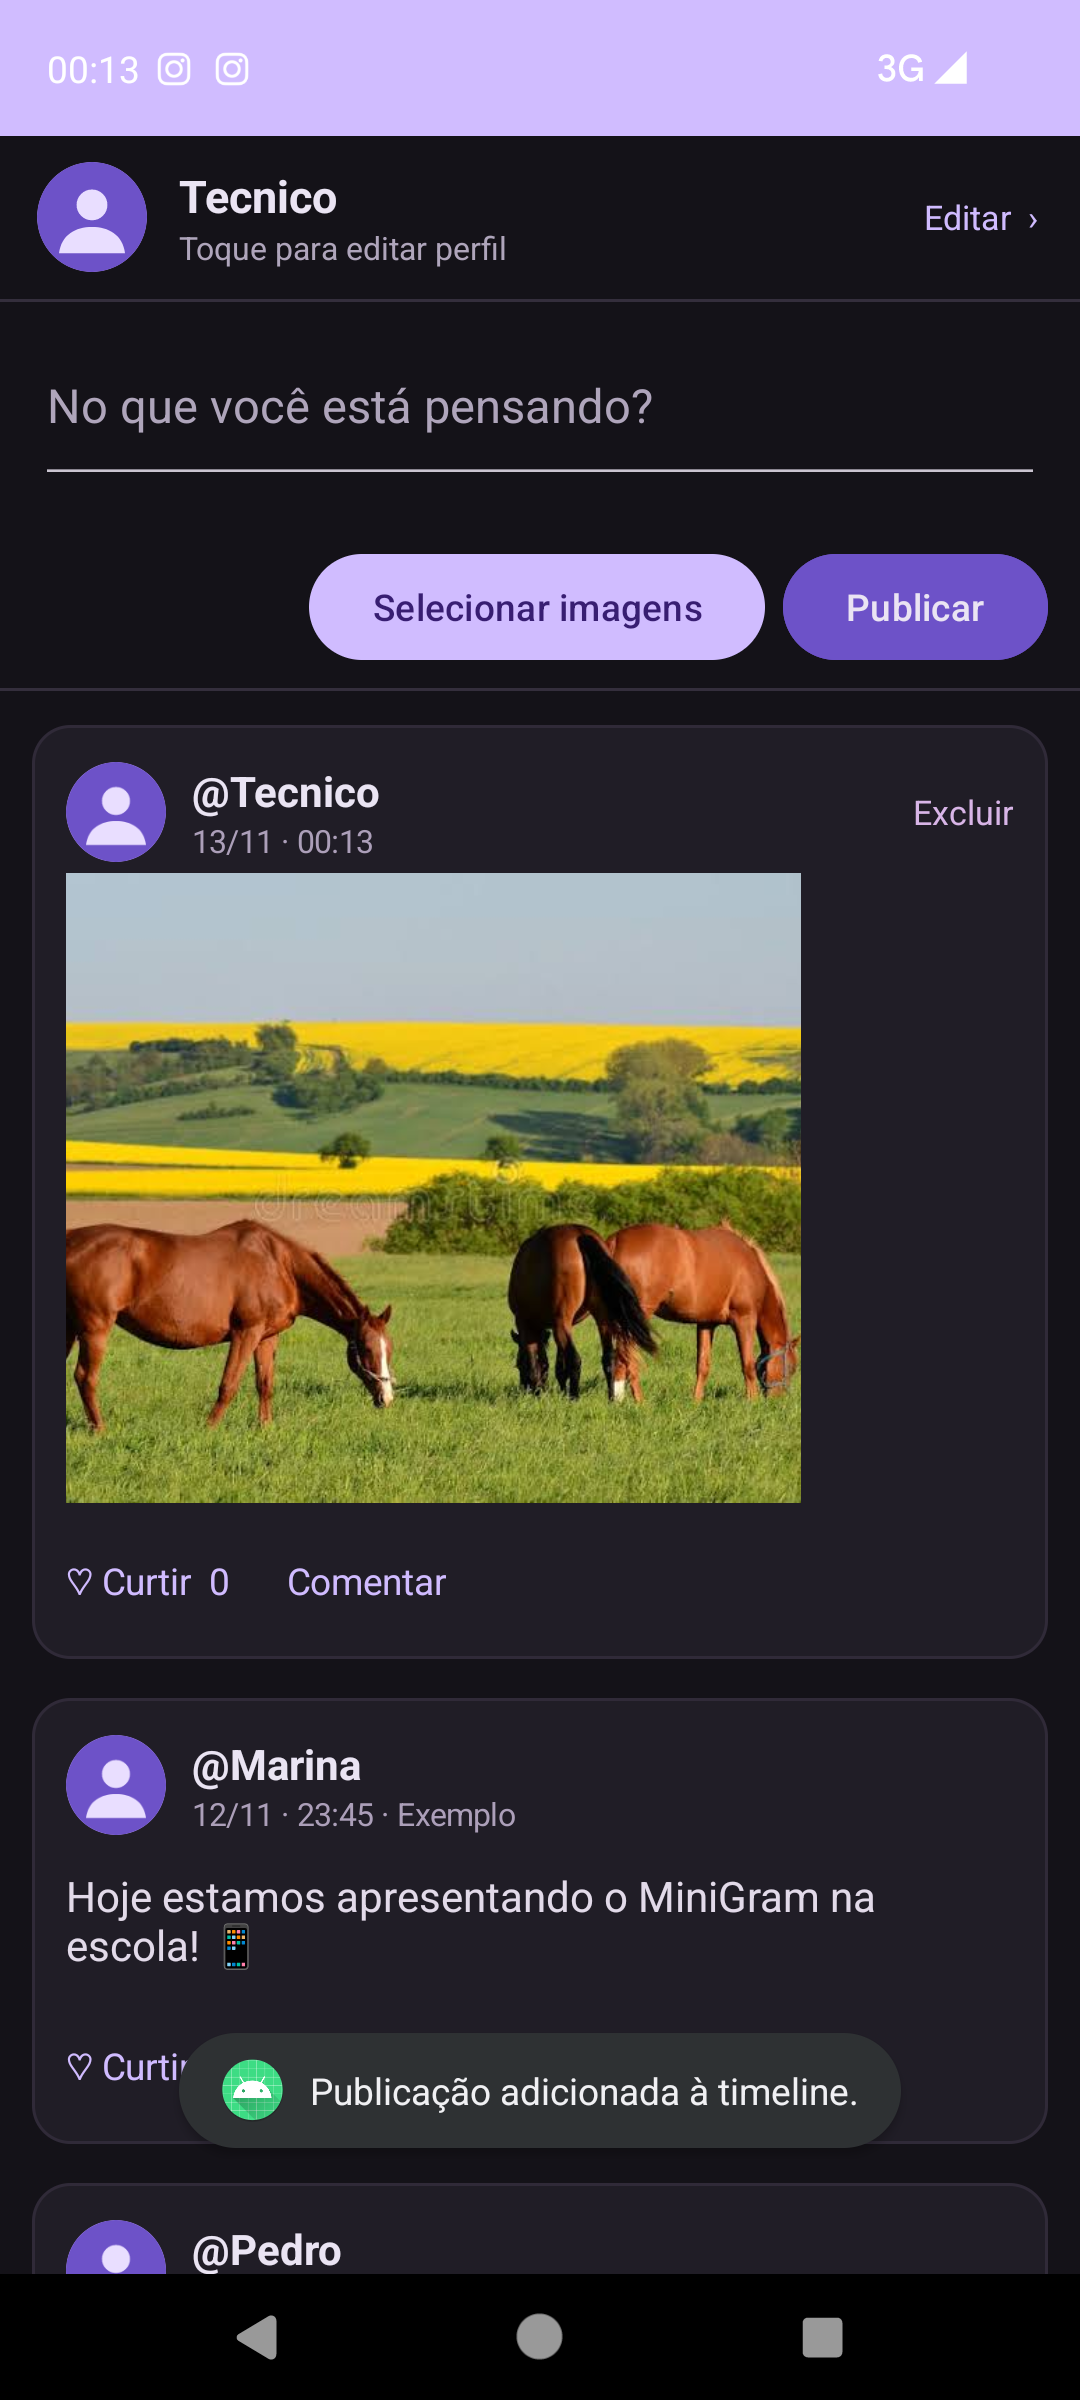 00:13
3G
Tecnico
Toque para editar perfil
Editar ›
No que você está pensando?
Selecionar imagens
Publicar
@Tecnico
13/11 · 00:13
Excluir
dreamstime
♡ Curtir 0 Comentar
@Marina
12/11 · 23:45 · Exemplo
Hoje estamos apresentando o MiniGram na
escola! 📱
♡ Curtir
Publicação adicionada à timeline.
@Pedro